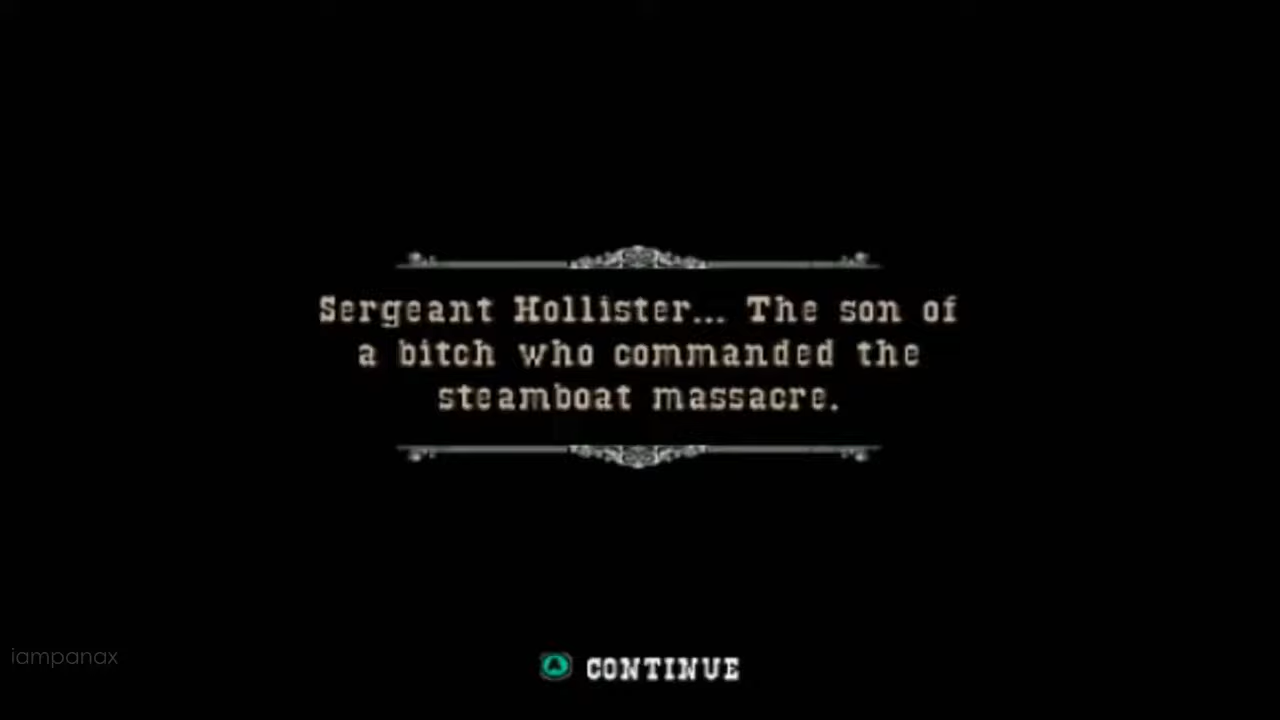 Sergeant Hollister... The son of
a bitch who commanded the
steamboat massacre.
iampanax
CONTINUE